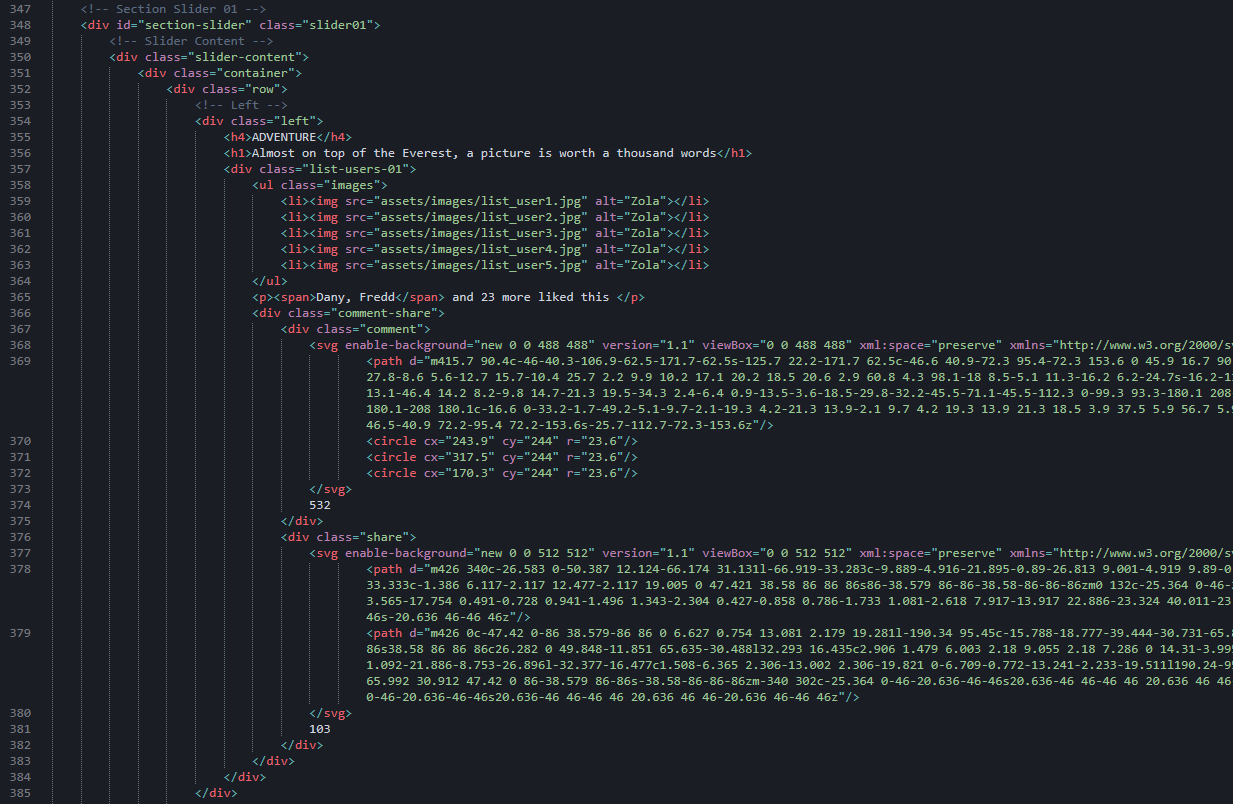 347 <!-- Section Slider 01 -->
348 <div id="section-slider" class="slider01">
349 <!-- Slider Content -->
350 <div class="slider-content">
351 <div class="container">
352 <div class="row">
353 <!-- Left -->
354 <div class="left">
355 <h4>ADVENTURE</h4>
356 <h1>Almost on top of the Everest, a picture is worth a thousand words</h1>
357 <div class="list-users-01">
358 <ul class="images">
359 <li><img src="assets/images/list_user1.jpg" alt="Zola"></li>
360 <li><img src="assets/images/list_user2.jpg" alt="Zola"></li>
361 <li><img src="assets/images/list_user3.jpg" alt="Zola"></li>
362 <li><img src="assets/images/list_user4.jpg" alt="Zola"></li>
363 <li><img src="assets/images/list_user5.jpg" alt="Zola"></li>
364 </ul>
365 <p><span>Dany, Fredd</span> and 23 more liked this </p>
366 <div class="comment-share">
367 <div class="comment">
368 <svg enable-background="new 0 0 488 488" version="1.1" viewBox="0 0 488 488" xml:space="preserve" xmlns="http://www.w3.org/2000/sv
369 <path d="m415.7 90.4c-46-40.3-106.9-62.5-171.7-62.5s-125.7 22.2-171.7 62.5c-46.6 40.9-72.3 95.4-72.3 153.6 0 45.9 16.7 90
27.8-8.6 5.6-12.7 15.7-10.4 25.7 2.2 9.9 10.2 17.1 20.2 18.5 20.6 2.9 60.8 4.3 98.1-18 8.5-5.1 11.3-16.2 6.2-24.7s-16.2-1
13.1-46.4 14.2 8.2-9.8 14.7-21.3 19.5-34.3 2.4-6.4 0.9-13.5-3.6-18.5-29.8-32.2-45.5-71.1-45.5-112.3 0-99.3 93.3-180.1 208
180.1-208 180.1c-16.6 0-33.2-1.7-49.2-5.1-9.7-2.1-19.3 4.2-21.3 13.9-2.1 9.7 4.2 19.3 13.9 21.3 18.5 3.9 37.5 5.9 56.7 5.9
46.5-40.9 72.2-95.4 72.2-153.6s-25.7-112.7-72.3-153.6z"/>
370 <circle cx="243.9" cy="244" r="23.6"/>
371 <circle cx="317.5" cy="244" r="23.6"/>
372 <circle cx="170.3" cy="244" r="23.6"/>
373 </svg>
374 532
375 </div>
376 <div class="share">
377 <svg enable-background="new 0 0 512 512" version="1.1" viewBox="0 0 512 512" xml:space="preserve" xmlns="http://www.w3.org/2000/sv
378 <path d="m426 340c-26.583 0-50.387 12.124-66.174 31.131l-66.919-33.283c-9.889-4.916-21.895-0.89-26.813 9.001-4.919 9.89-0
33.333c-1.386 6.117-2.117 12.477-2.117 19.005 0 47.421 38.58 86 86 86s86-38.579 86-86-38.58-86-86-86zm0 132c-25.364 0-46-
3.565-17.754 0.491-0.728 0.941-1.496 1.343-2.304 0.427-0.858 0.786-1.733 1.081-2.618 7.917-13.917 22.886-23.324 40.011-23
46s-20.636 46-46 46z"/>
379 <path d="m426 0c-47.42 0-86 38.579-86 86 0 6.627 0.754 13.081 2.179 19.281l-190.34 95.45c-15.788-18.777-39.444-30.731-65.8
86s38.58 86 86 86c26.282 0 49.848-11.851 65.635-30.488l32.293 16.435c2.906 1.479 6.003 2.18 9.055 2.18 7.286 0 14.31-3.995
1.092-21.886-8.753-26.896l-32.377-16.477c1.508-6.365 2.306-13.002 2.306-19.821 0-6.709-0.772-13.241-2.233-19.511l190.24-95
65.992 30.912 47.42 0 86-38.579 86-86s-38.58-86-86-86zm-340 302c-25.364 0-46-20.636-46-46s20.636-46 46-46 46 20.636 46 46
0-46-20.636-46-46s20.636-46 46-46 46 20.636 46 46-20.636 46-46 46z"/>
380 </svg>
381 103
382 </div>
383 </div>
384 </div>
385 </div>